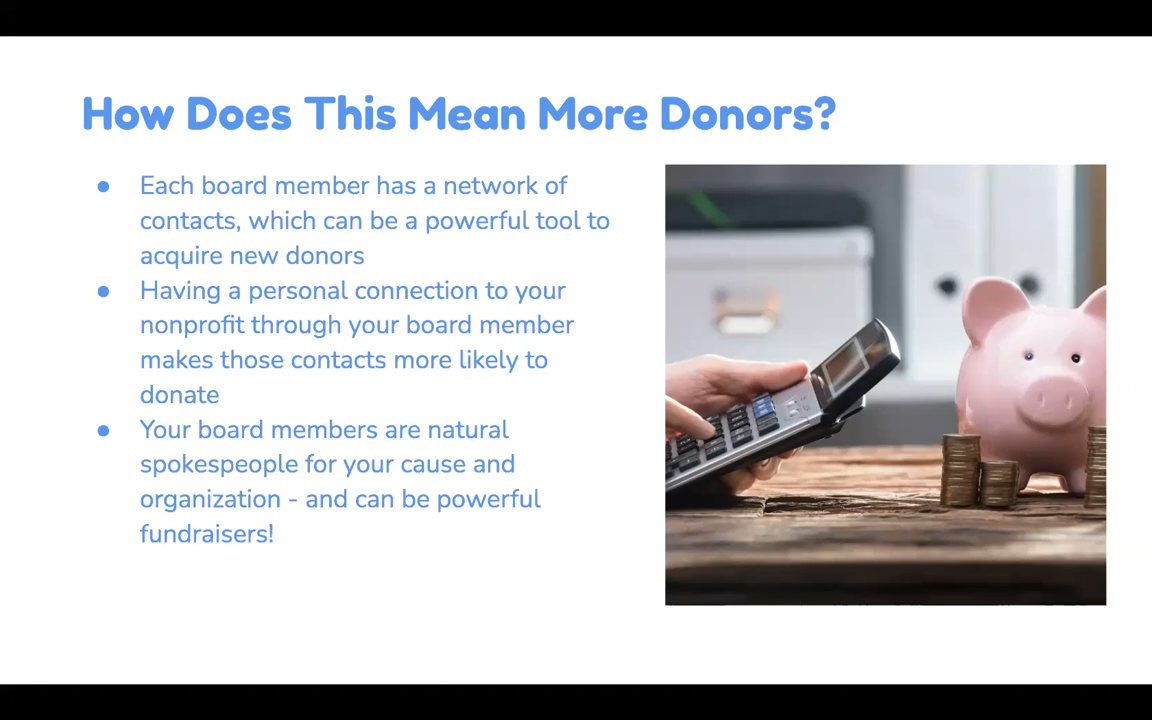 How Does This Mean More Donors?
● Each board member has a network of
contacts, which can be a powerful tool to
acquire new donors
● Having a personal connection to your
nonprofit through your board member
makes those contacts more likely to
donate
● Your board members are natural
spokespeople for your cause and
organization - and can be powerful
fundraisers!